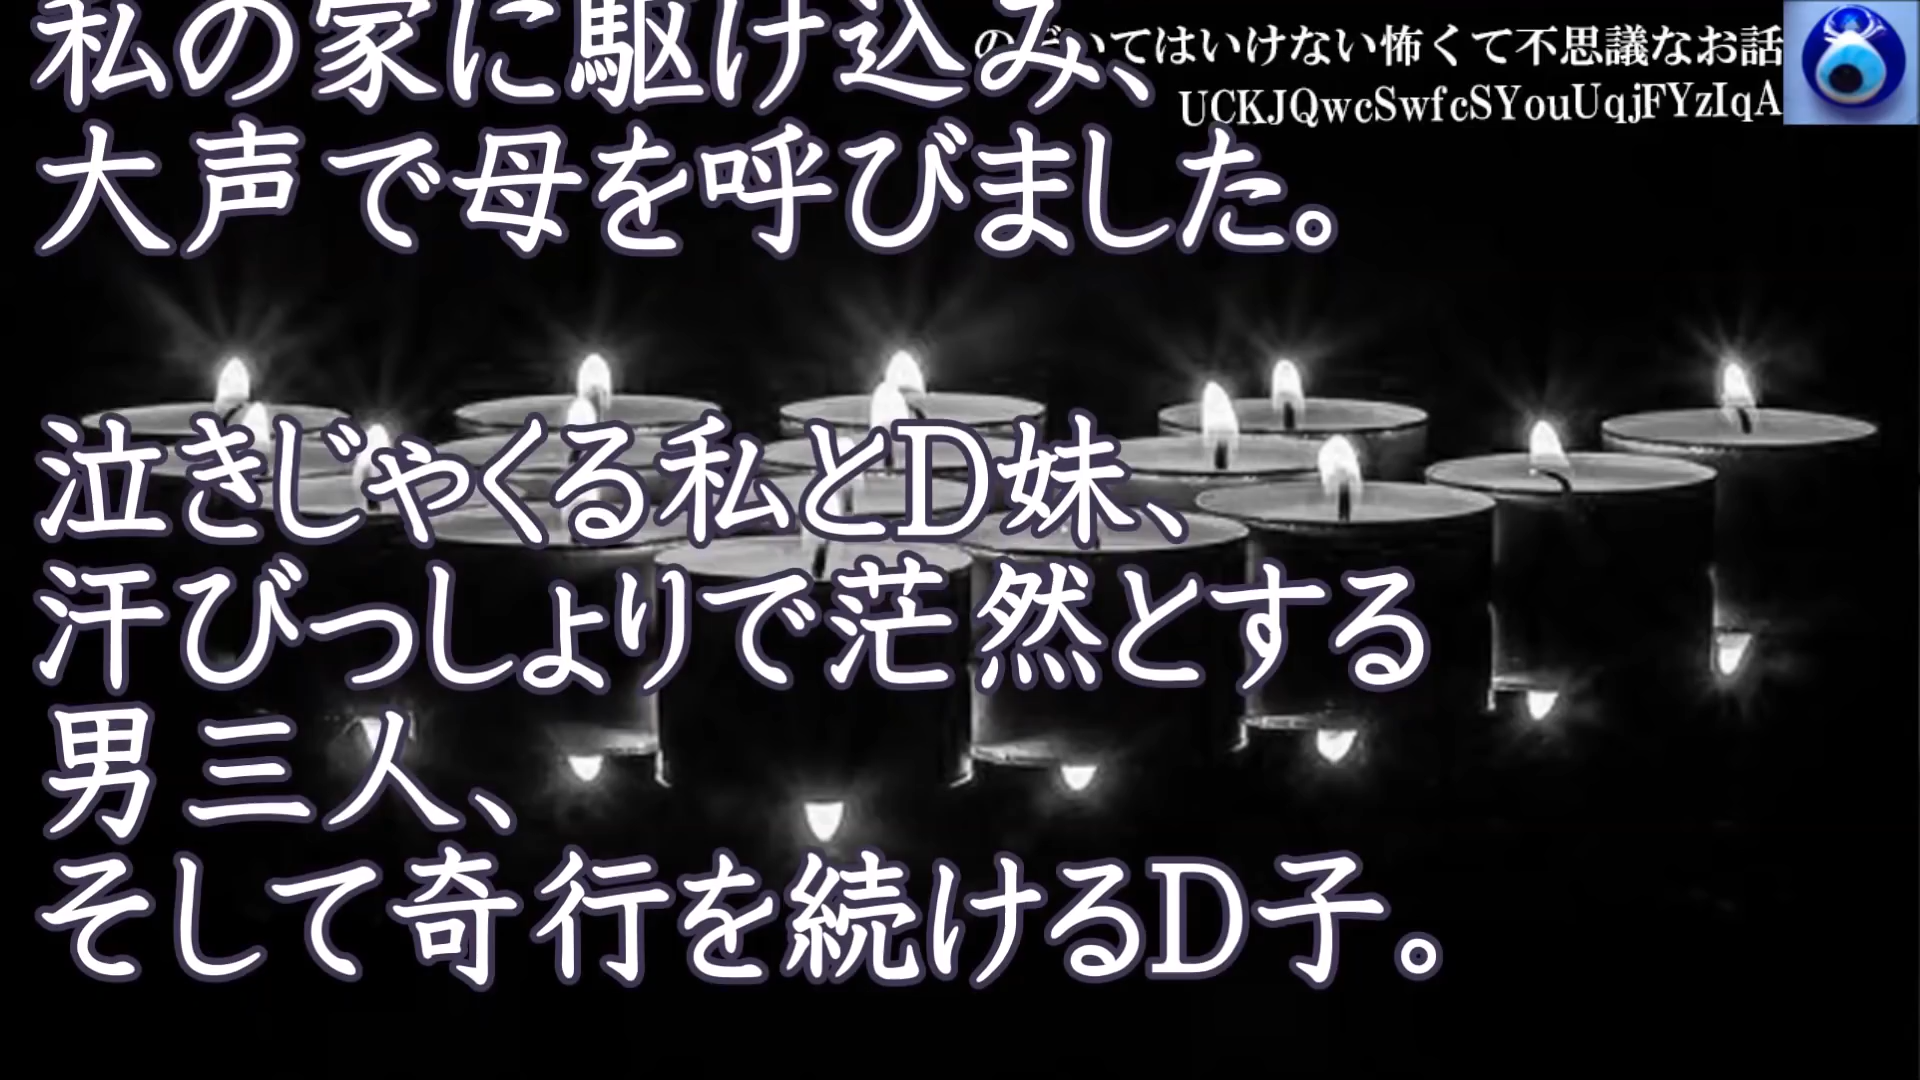 私の家に駆け込み、
大声で母を呼びました。
泣きじゃくる私とD妹、
汗びっしょりで茫然とする
男三人、
そして奇行を続けるD子。
のぞいてはいけない怖くて不思議なお話
UCKJQwcSwfcSYouUqjFYzIqA